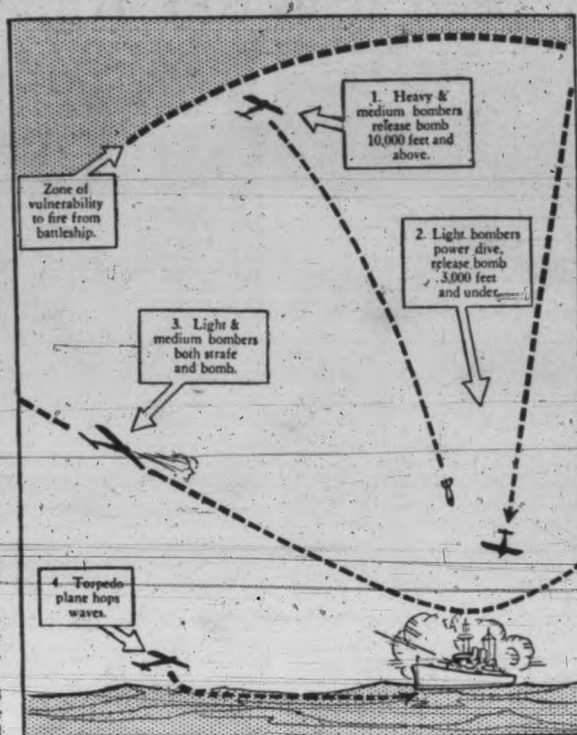 1. Heavy &
medium bombers
release bomb
10,000 feet and
above.
Zone of
vulnerability
to fire from
battleship.
2. Light bombers
power dive,
release bomb
3,000 feet
and under
3. Light &
medium bombers
both strafe
and bomb.
4. Torpedo
plane hops
waves.